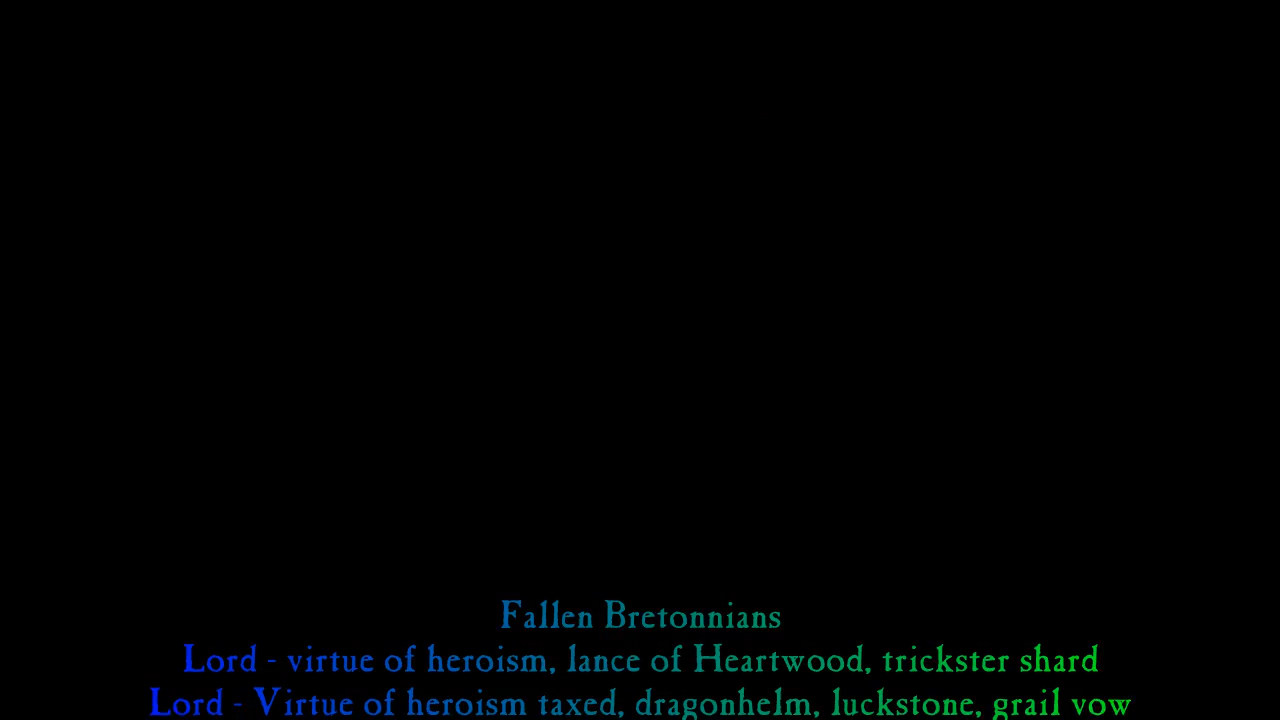 Fallen Bretonnians
Lord - virtue of heroism, lance of Heartwood, trickster shard
Lord - Virtue of heroism taxed, dragonhelm, luckstone, grail vow